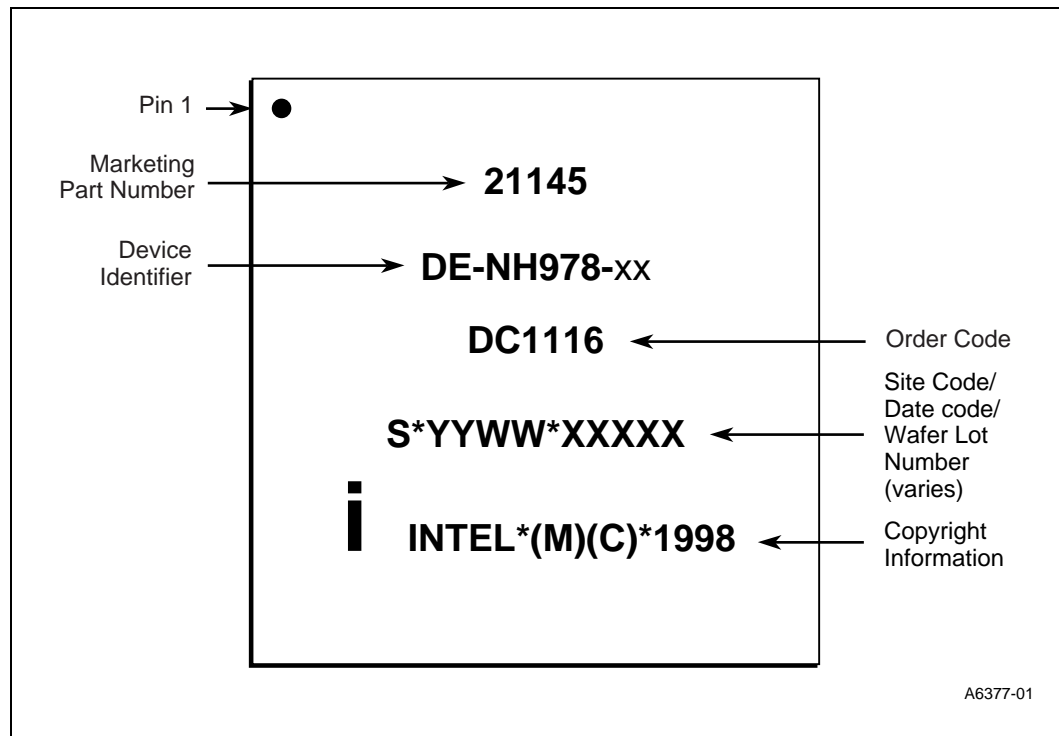 Pin 1
Marketing
Part Number
21145
Device
Identifier
DE-NH978-xx
DC1116
Order Code
S*YYWW*XXXXX
Site Code/
Date code/
Wafer Lot
Number
(varies)
i
INTEL*(M)(C)*1998
Copyright
Information
A6377-01